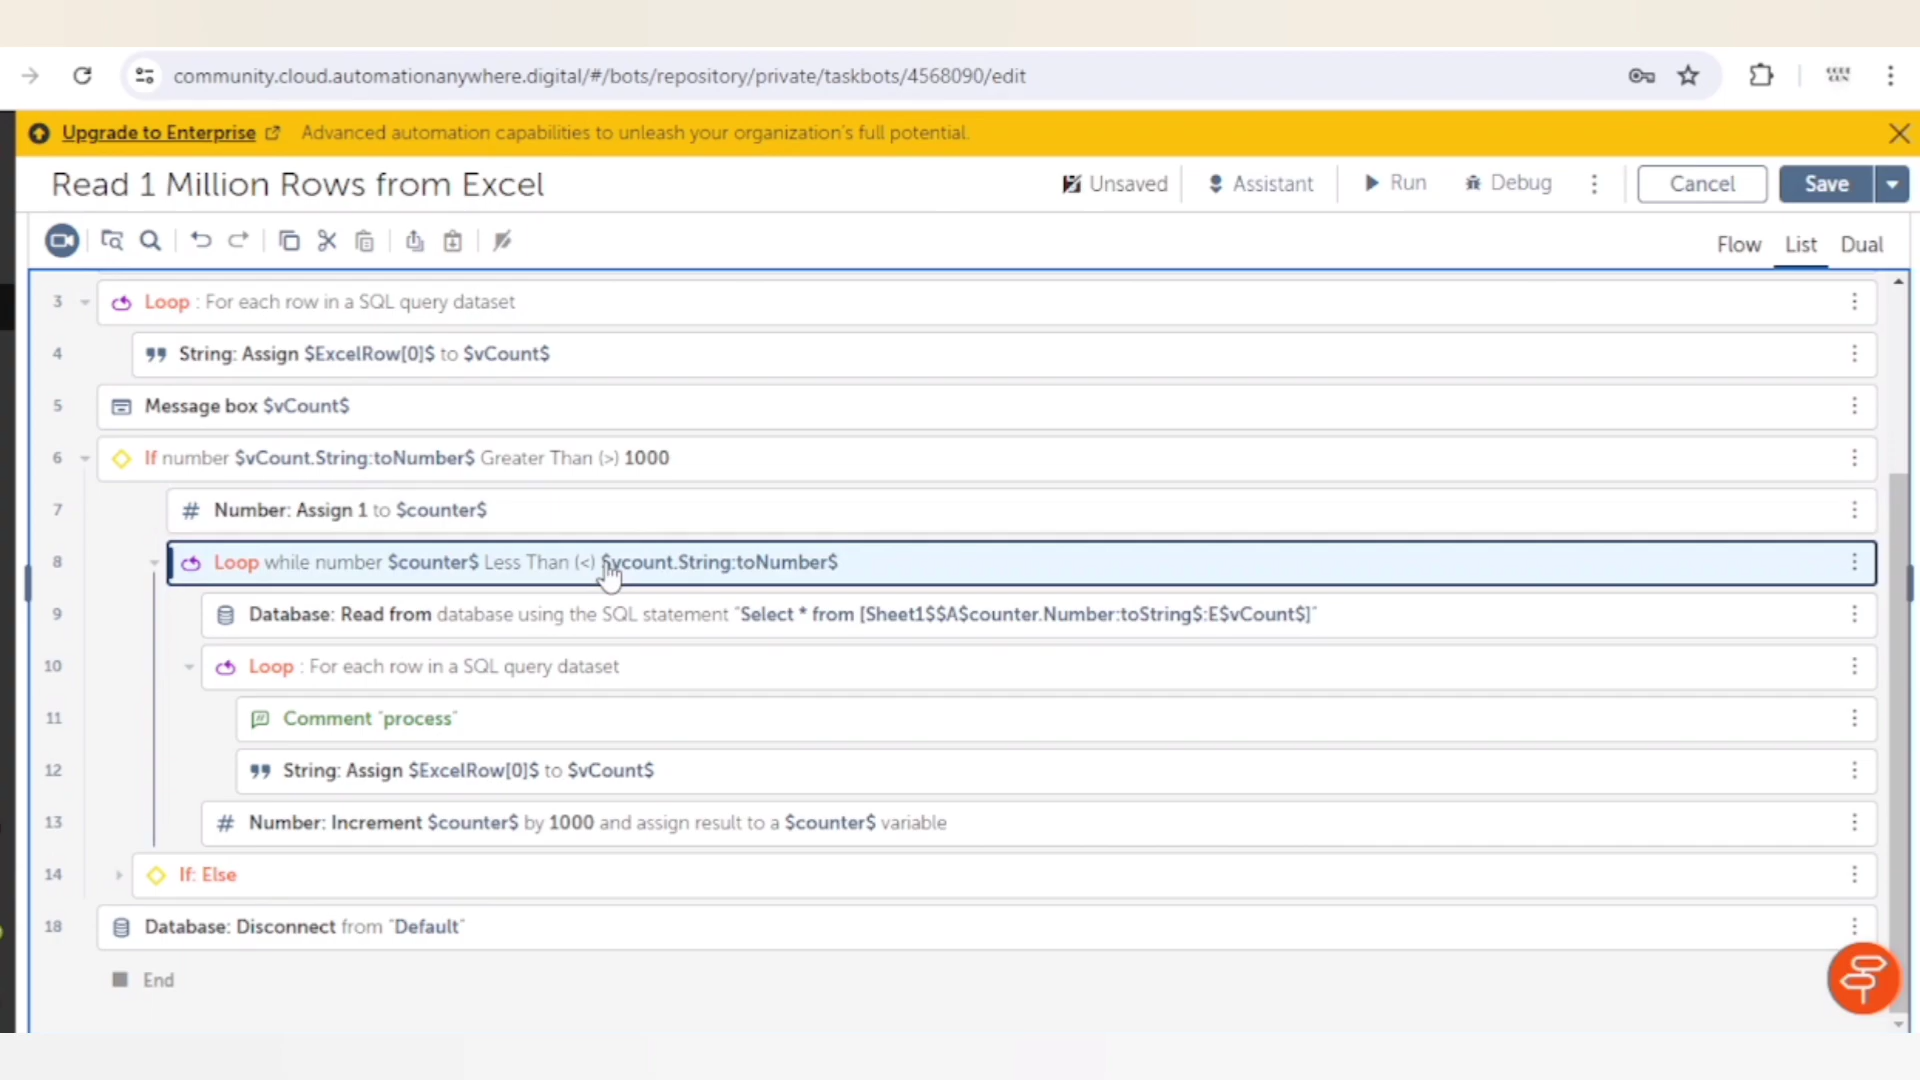 community.cloud.automationanywhere.digital/#/bots/repository/private/taskbots/4568090/edit
Upgrade to Enterprise Advanced automation capabilities to unleash your organization's full potential.
Read 1 Million Rows from Excel
Unsaved Assistant Run Debug Cancel Save
Flow List Dual
3 Loop : For each row in a SQL query dataset
4 String: Assign $ExcelRow[0]$ to $vCount$
5 Message box $vCount$
6 If number $vCount.String:toNumber$ Greater Than (>) 1000
7 # Number: Assign 1 to $counter$
8 Loop while number $counter$ Less Than (<) $vcount.String:toNumber$
9 Database: Read from database using the SQL statement "Select * from [Sheet1$$A$counter.Number:toString$:E$vCount$]"
10 Loop : For each row in a SQL query dataset
11 Comment "process"
12 String: Assign $ExcelRow[0]$ to $vCount$
13 # Number: Increment $counter$ by 1000 and assign result to a $counter$ variable
14 If: Else
18 Database: Disconnect from "Default"
End